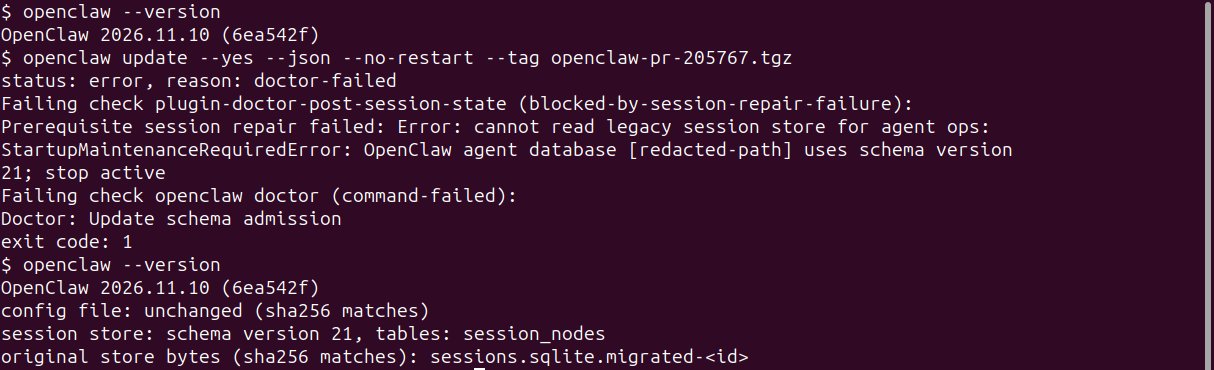 $ openclaw --version
OpenClaw 2026.11.10 (6ea542f)
$ openclaw update --yes --json --no-restart --tag openclaw-pr-205767.tgz
status: error, reason: doctor-failed
Failing check plugin-doctor-post-session-state (blocked-by-session-repair-failure):
Prerequisite session repair failed: Error: cannot read legacy session store for agent ops:
StartupMaintenanceRequiredError: OpenClaw agent database [redacted-path] uses schema version
21; stop active
Failing check openclaw doctor (command-failed):
Doctor: Update schema admission
exit code: 1
$ openclaw --version
OpenClaw 2026.11.10 (6ea542f)
config file: unchanged (sha256 matches)
session store: schema version 21, tables: session_nodes
original store bytes (sha256 matches): sessions.sqlite.migrated-<id>